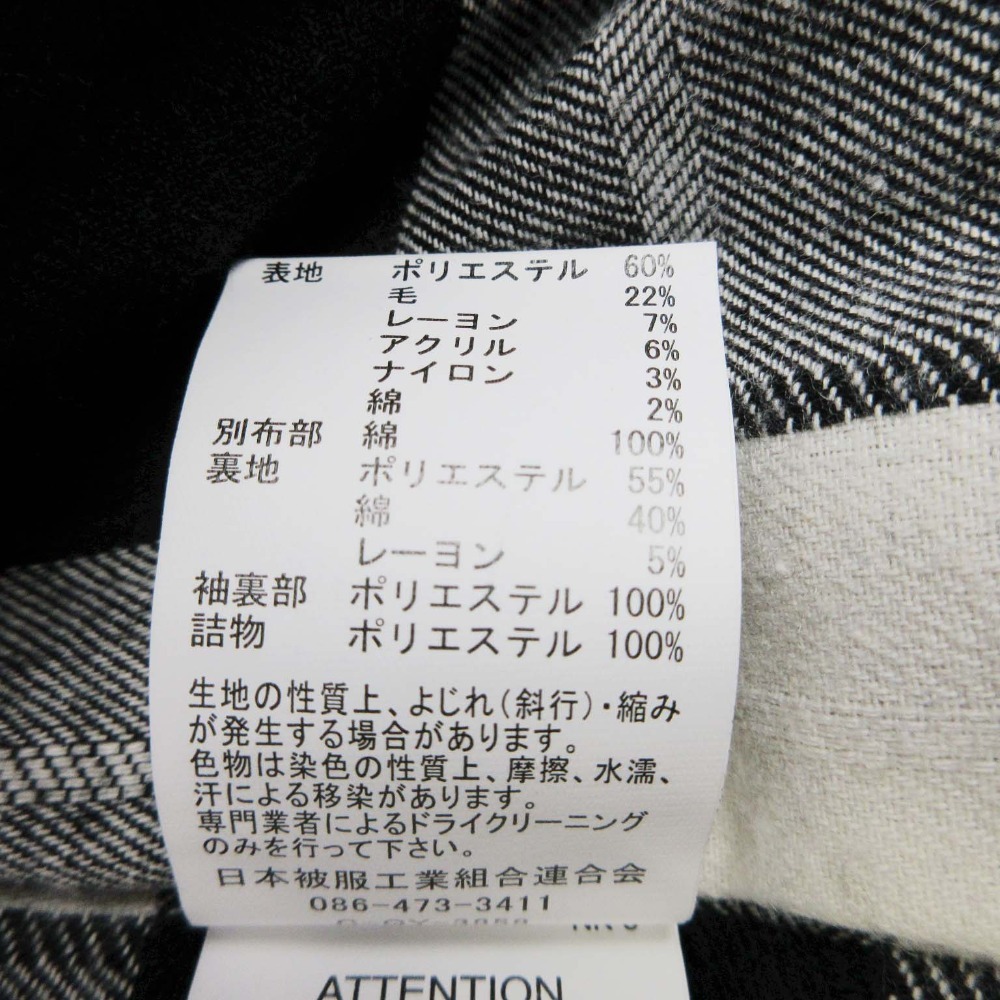 表地 ポリエステル 60%
毛 22%
レーヨン 7%
アクリル 6%
ナイロン 3%
綿 2%
別布部 綿 100%
裏地 ポリエステル 55%
綿 40%
レーヨン 5%
袖裏部 ポリエステル 100%
詰物 ポリエステル 100%
生地の性質上、よじれ(斜行)・縮み
が発生する場合があります。
色物は染色の性質上、摩擦、水濡、
汗による移染があります。
専門業者によるドライクリーニング
のみを行って下さい。
日本被服工業組合連合会
086-473-3411
ATTENTION